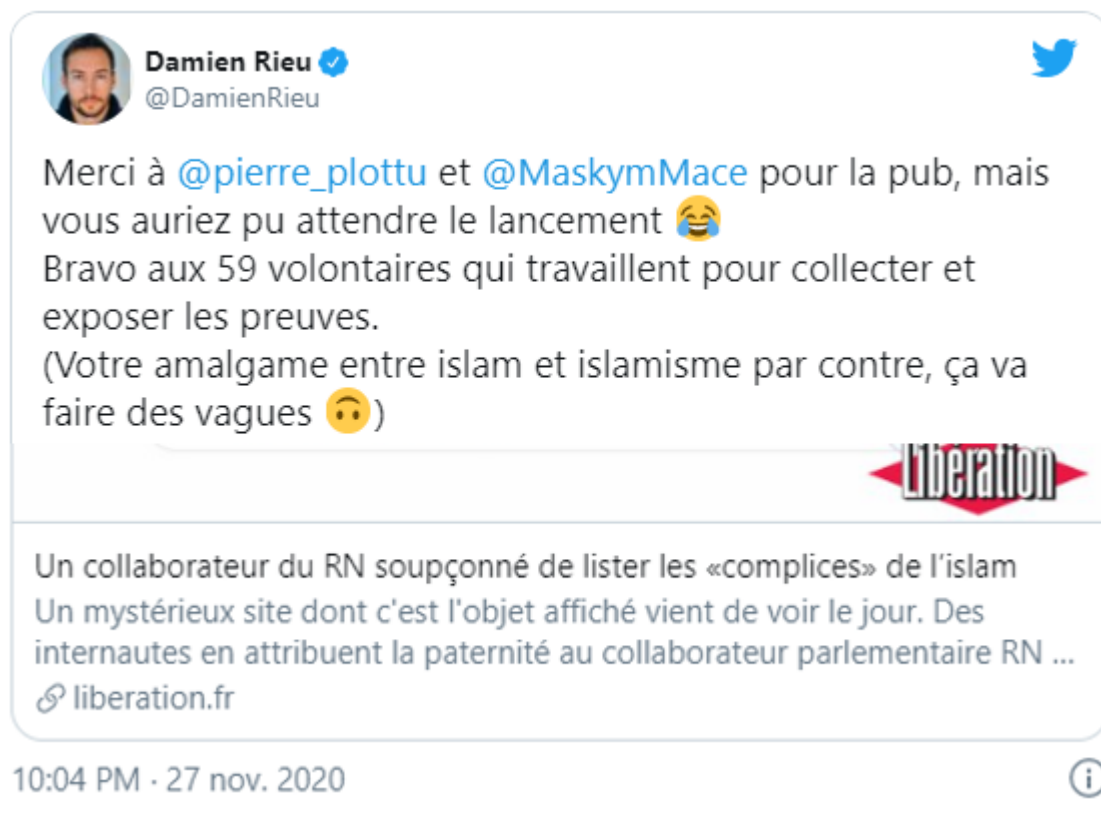 Damien Rieu
@DamienRieu
Merci à @pierre_plottu et @MaskymMace pour la pub, mais
vous auriez pu attendre le lancement 😂
Bravo aux 59 volontaires qui travaillent pour collecter et
exposer les preuves.
(Votre amalgame entre islam et islamisme par contre, ça va
faire des vagues 🙃)
Libération
Un collaborateur du RN soupçonné de lister les «complices» de l'islam
Un mystérieux site dont c'est l'objet affiché vient de voir le jour. Des
internautes en attribuent la paternité au collaborateur parlementaire RN ...
liberation.fr
10:04 PM · 27 nov. 2020